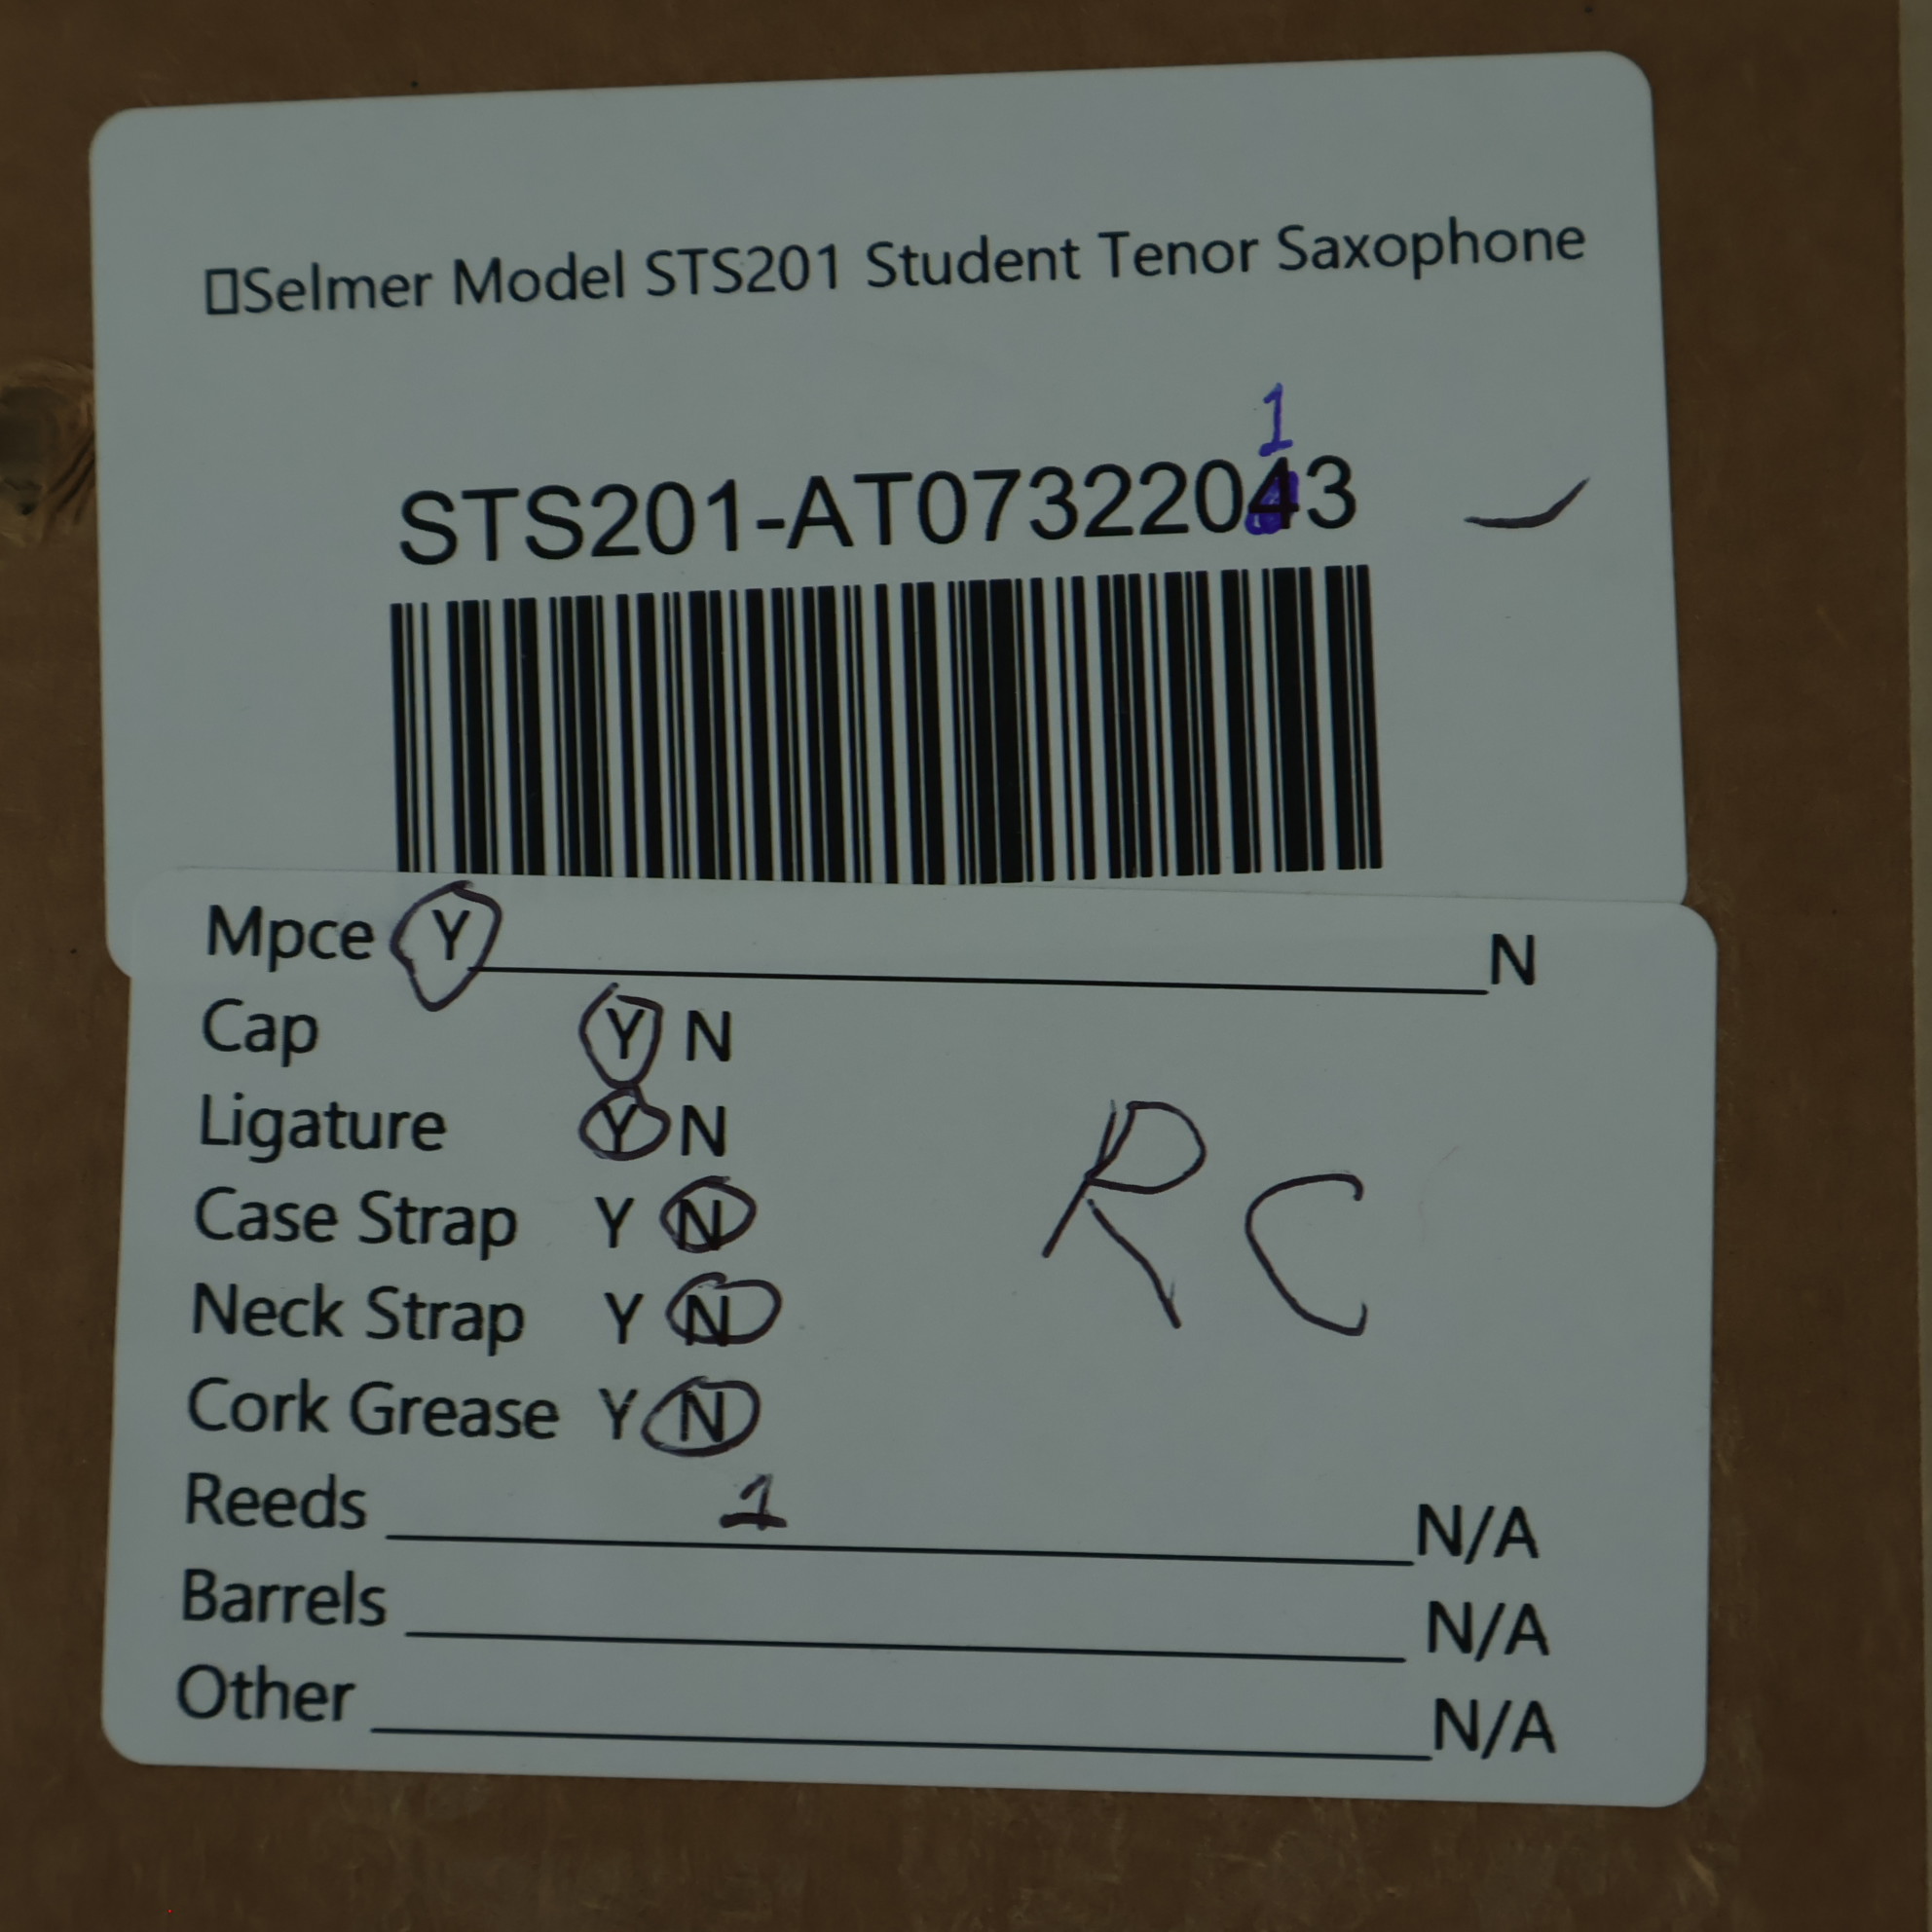 ▯Selmer Model STS201 Student Tenor Saxophone
1
STS201-AT07322043
Mpce Y N
Cap Y N
Ligature Y N
Case Strap Y N
Neck Strap Y N
Cork Grease Y N
RC
Reeds 1 N/A
Barrels N/A
Other N/A